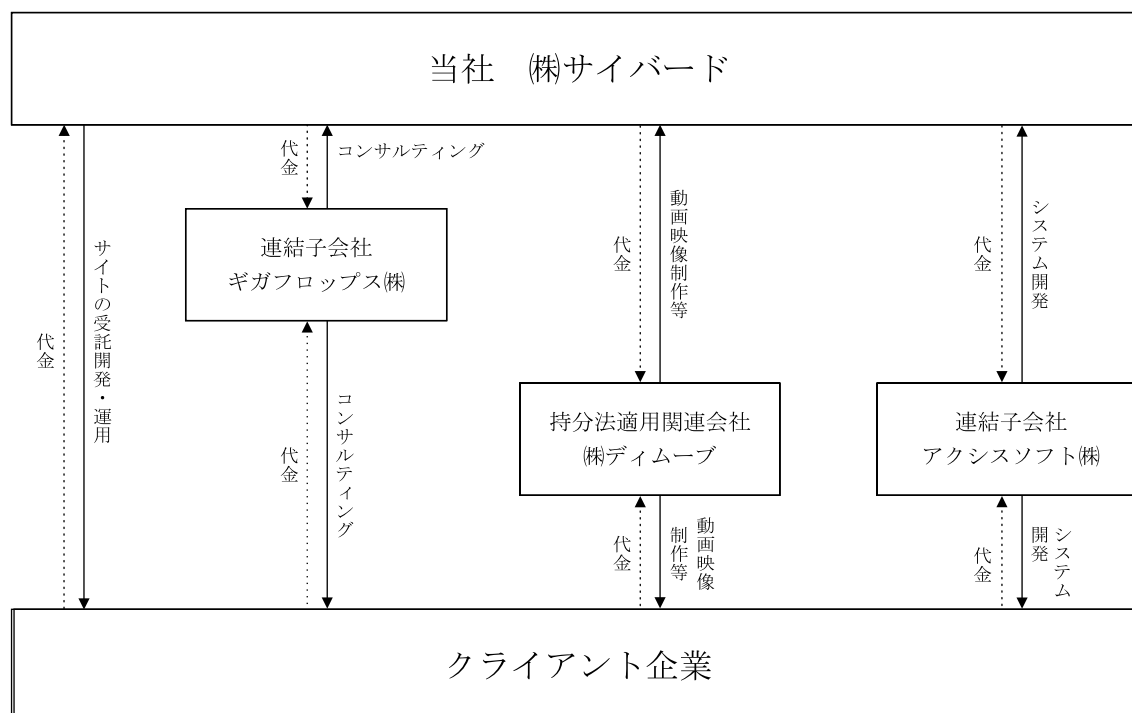 当社　㈱サイバード
代金
サイトの受託開発・運用
代金
コンサルティング
連結子会社
ギガフロップス㈱
代金
コンサルティング
代金
動画映像制作等
持分法適用関連会社
㈱ディムーブ
代金
動画映像
制作等
代金
システム開発
連結子会社
アクシスソフト㈱
代金
システム
開発
クライアント企業